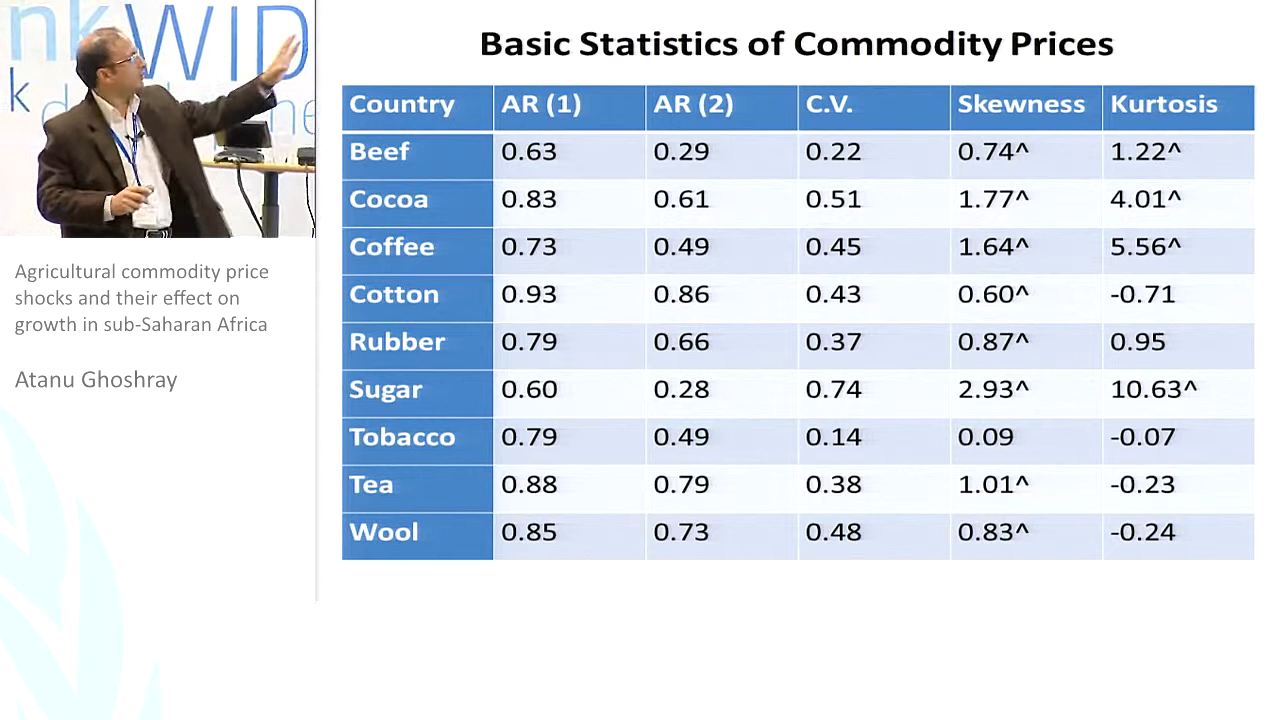 nk WID
k d
ne
Agricultural commodity price
shocks and their effect on
growth in sub-Saharan Africa
Atanu Ghoshray
Basic Statistics of Commodity Prices
Country AR (1) AR (2) C.V. Skewness Kurtosis
Beef 0.63 0.29 0.22 0.74^ 1.22^
Cocoa 0.83 0.61 0.51 1.77^ 4.01^
Coffee 0.73 0.49 0.45 1.64^ 5.56^
Cotton 0.93 0.86 0.43 0.60^ -0.71
Rubber 0.79 0.66 0.37 0.87^ 0.95
Sugar 0.60 0.28 0.74 2.93^ 10.63^
Tobacco 0.79 0.49 0.14 0.09 -0.07
Tea 0.88 0.79 0.38 1.01^ -0.23
Wool 0.85 0.73 0.48 0.83^ -0.24